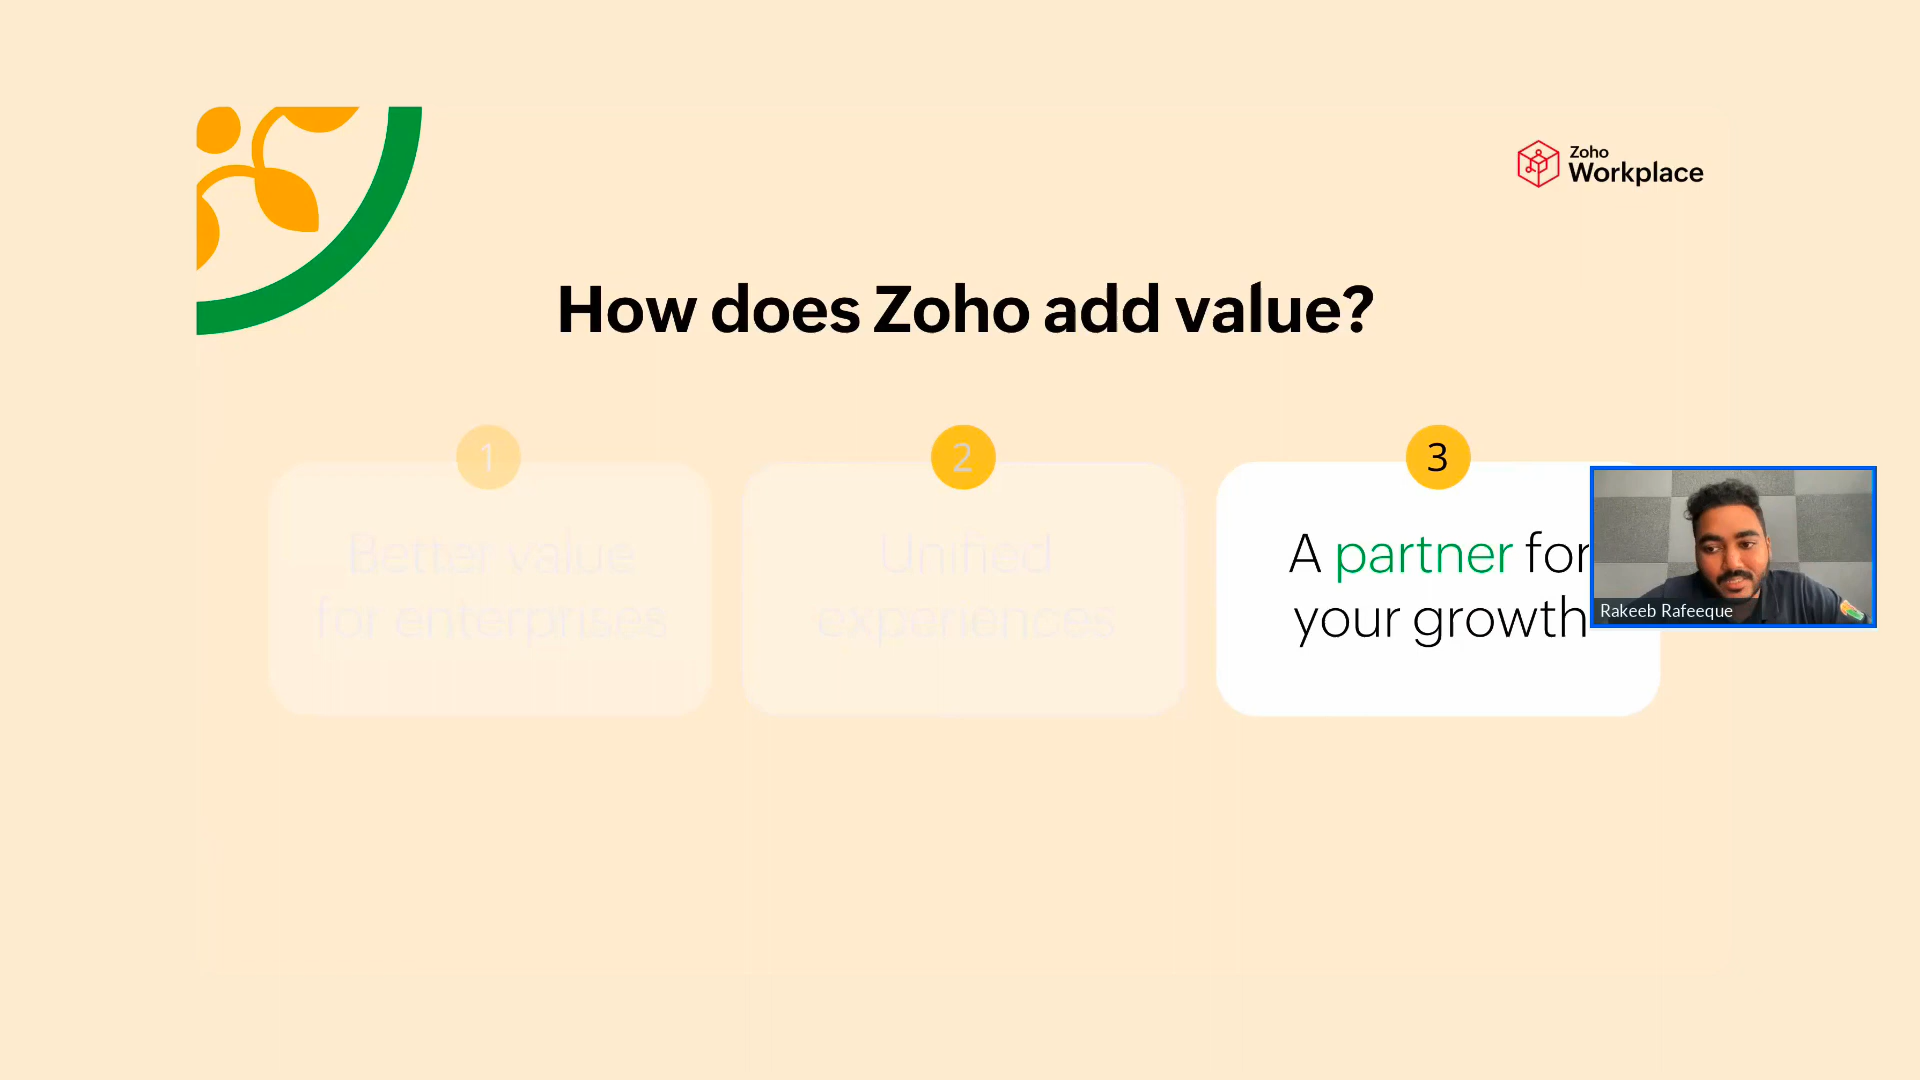 Zoho
Workplace
How does Zoho add value?
1
Better value
for enterprises
2
Unified
experiences
3
A partner for
your growth
Rakeeb Rafeeque